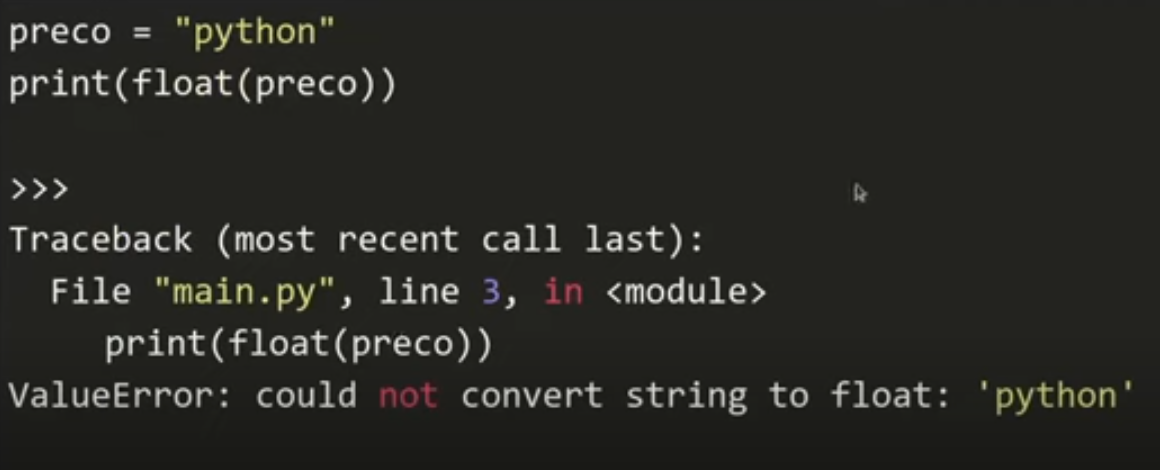 preco = "python"
print(float(preco))
>>>
Traceback (most recent call last):
File "main.py", line 3, in <module>
print(float(preco))
ValueError: could not convert string to float: 'python'